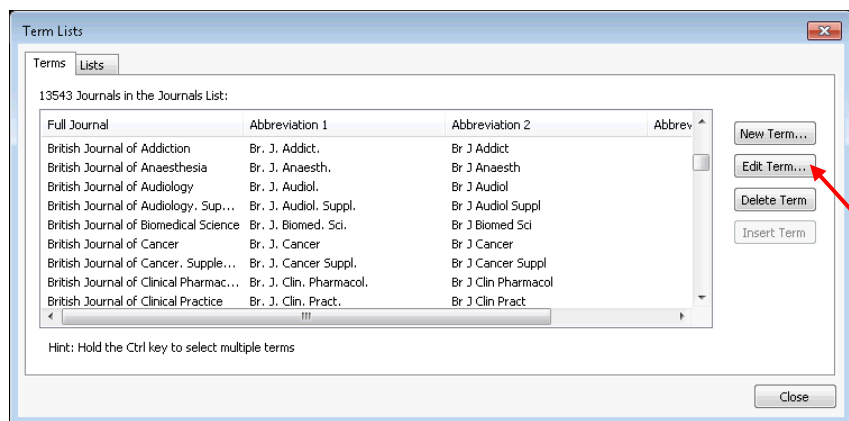 Term Lists
Terms Lists
13543 Journals in the Journals List:
Full Journal Abbreviation 1 Abbreviation 2 Abbrev
British Journal of Addiction Br. J. Addict. Br J Addict
British Journal of Anaesthesia Br. J. Anaesth. Br J Anaesth
British Journal of Audiology Br. J. Audiol. Br J Audiol
British Journal of Audiology. Sup... Br. J. Audiol. Suppl. Br J Audiol Suppl
British Journal of Biomedical Science Br. J. Biomed. Sci. Br J Biomed Sci
British Journal of Cancer Br. J. Cancer Br J Cancer
British Journal of Cancer. Supple... Br. J. Cancer Suppl. Br J Cancer Suppl
British Journal of Clinical Pharmac... Br. J. Clin. Pharmacol. Br J Clin Pharmacol
British Journal of Clinical Practice Br. J. Clin. Pract. Br J Clin Pract
New Term...
Edit Term...
Delete Term
Insert Term
Hint: Hold the Ctrl key to select multiple terms
Close